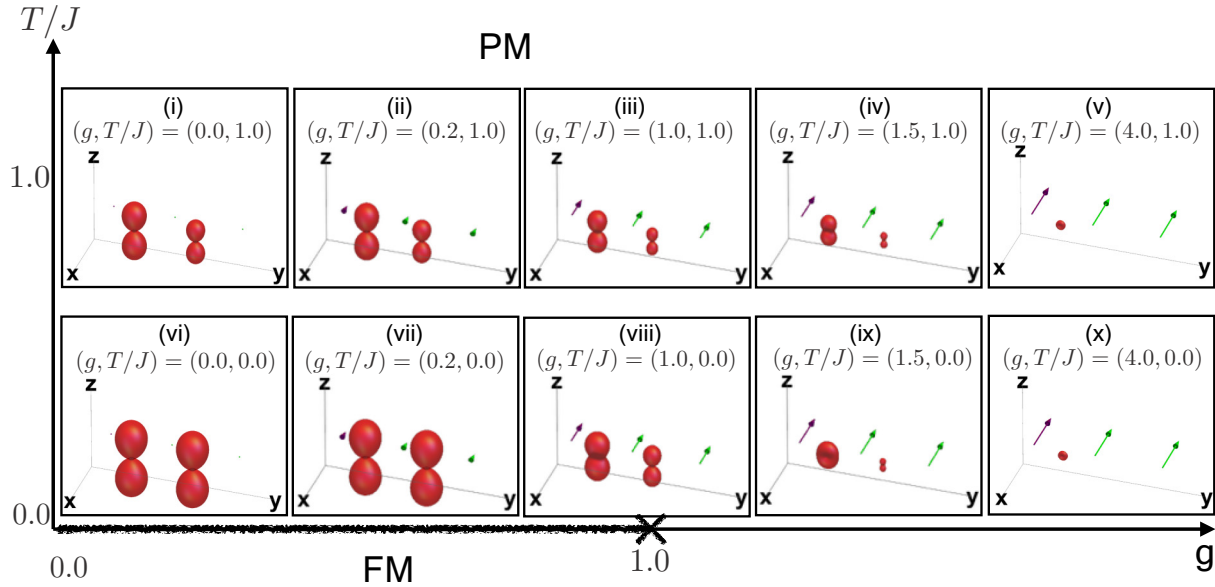 T/J
PM
(i)
(g, T/J) = (0.0, 1.0)
z
x
y
(ii)
(g, T/J) = (0.2, 1.0)
z
x
y
(iii)
(g, T/J) = (1.0, 1.0)
z
x
y
(iv)
(g, T/J) = (1.5, 1.0)
z
x
y
(v)
(g, T/J) = (4.0, 1.0)
z
x
y
1.0
(vi)
(g, T/J) = (0.0, 0.0)
z
x
y
(vii)
(g, T/J) = (0.2, 0.0)
z
x
y
(viii)
(g, T/J) = (1.0, 0.0)
z
x
y
(ix)
(g, T/J) = (1.5, 0.0)
z
x
y
(x)
(g, T/J) = (4.0, 0.0)
z
x
y
0.0
0.0
FM
1.0
g